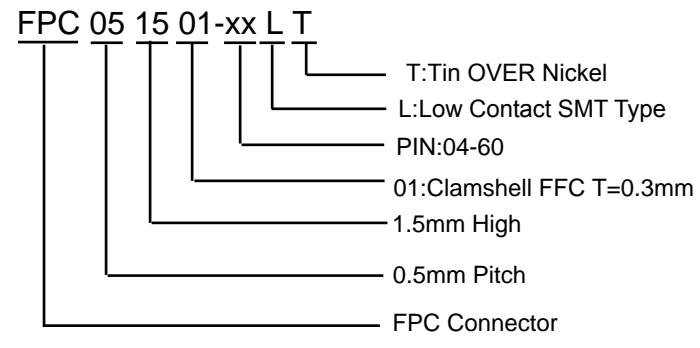 FPC 05 15 01-xx L T
T:Tin OVER Nickel
L:Low Contact SMT Type
PIN:04-60
01:Clamshell FFC T=0.3mm
1.5mm High
0.5mm Pitch
FPC Connector